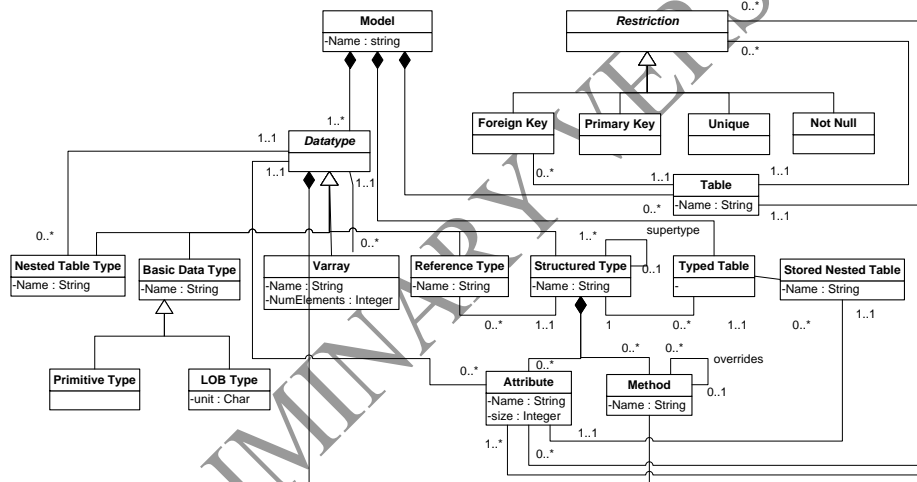 Model
-Name : string
Restriction
0..*
0..*
1..*
Datatype
1..1
1..1
1..1
Foreign Key
Primary Key
Unique
Not Null
0..*
1..1
Table
-Name : String
1..1
1..1
0..*
0..*
0..*
1..*
supertype
0..1
Nested Table Type
-Name : String
Basic Data Type
-Name : String
Varray
-Name : String
-NumElements : Integer
Reference Type
-Name : String
Structured Type
-Name : String
Typed Table
-
Stored Nested Table
-Name : String
0..*
1..1
1
0..*
1..1
0..*
1..1
Primitive Type
LOB Type
-unit : Char
0..*
0..*
0..*
0..*
overrides
0..1
Attribute
-Name : String
-size : Integer
Method
-Name : String
1..*
0..*
1..1
IMINARY VERS